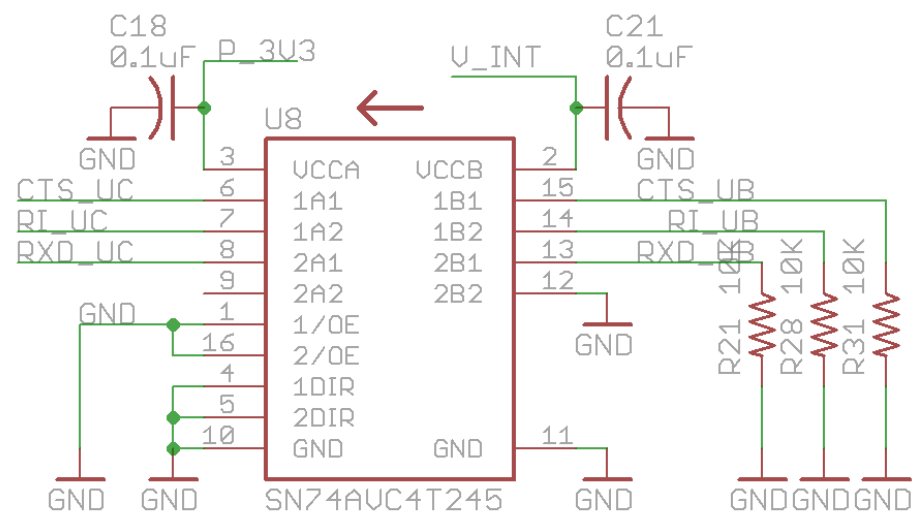 C18
0.1uF
P_3V3
V_INT
C21
0.1uF
U8
GND
GND
3
VCCA
VCCB
2
CTS_UC
6
1A1
1B1
15
CTS_UB
RI_UC
7
1A2
1B2
14
RI_UB
RXD_UC
8
2A1
2B1
13
RXD_UB
9
2A2
2B2
12
GND
1
1/OE
GND
16
2/OE
4
1DIR
5
2DIR
10
GND
GND
11
R21
10K
R28
10K
R31
10K
GND
GND
SN74AVC4T245
GND
GND
GND
GND